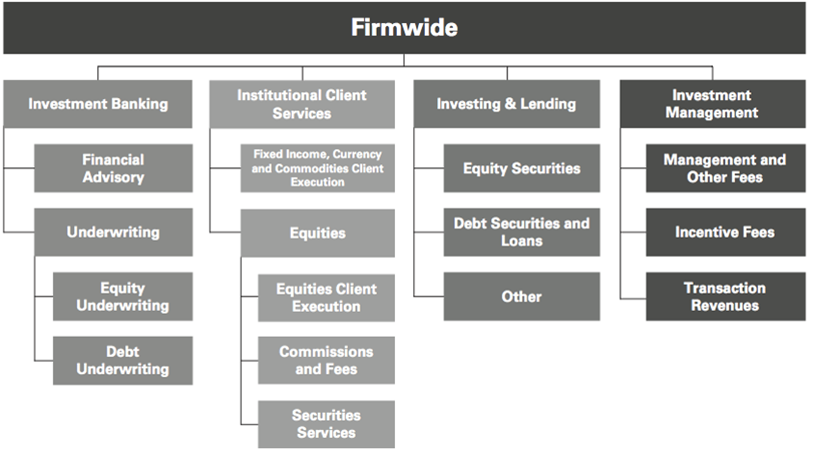 Firmwide
Investment Banking
Financial
Advisory
Underwriting
Equity
Underwriting
Debt
Underwriting
Institutional Client
Services
Fixed Income, Currency
and Commodities Client
Execution
Equities
Equities Client
Execution
Commissions
and Fees
Securities
Services
Investing & Lending
Equity Securities
Debt Securities and
Loans
Other
Investment
Management
Management and
Other Fees
Incentive Fees
Transaction
Revenues